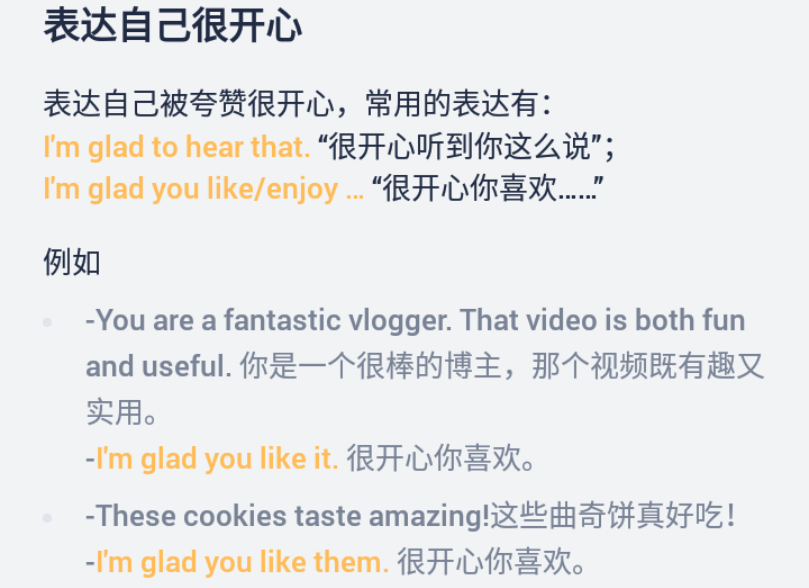 表达自己很开心
表达自己被夸赞很开心，常用的表达有：
I'm glad to hear that. “很开心听到你这么说”；
I'm glad you like/enjoy ... “很开心你喜欢……”
例如
-You are a fantastic vlogger. That video is both fun
and useful. 你是一个很棒的博主，那个视频既有趣又
实用。
-I'm glad you like it. 很开心你喜欢。
-These cookies taste amazing!这些曲奇饼真好吃！
-I'm glad you like them. 很开心你喜欢。